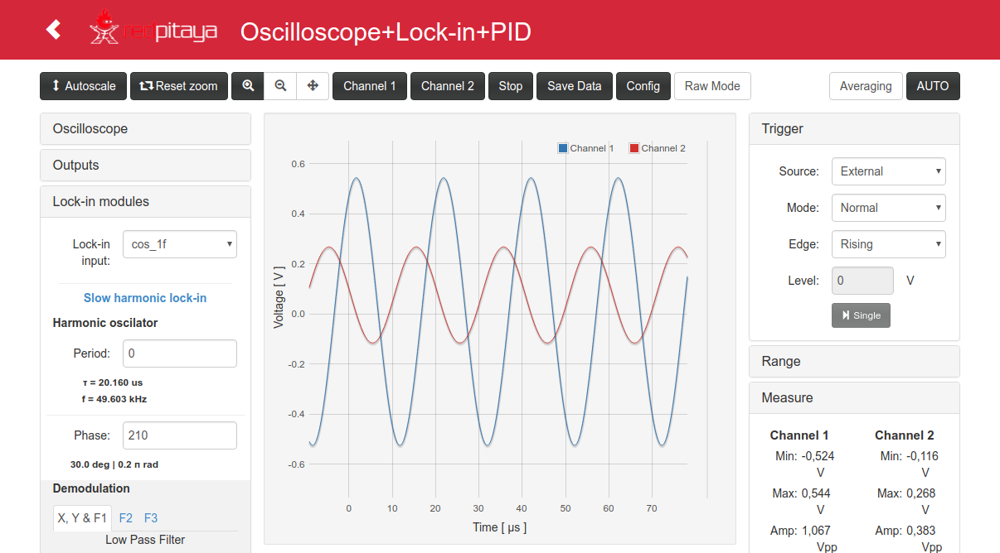 redpitaya Oscilloscope+Lock-in+PID
Autoscale Reset zoom Channel 1 Channel 2 Stop Save Data Config Raw Mode Averaging AUTO
Oscilloscope
Outputs
Lock-in modules
Lock-in
input:
cos_1f
Slow harmonic lock-in
Harmonic oscilator
Period: 0
τ = 20.160 us
f = 49.603 kHz
Phase: 210
30.0 deg | 0.2 π rad
Demodulation
X, Y & F1 F2 F3
Low Pass Filter
Channel 1 Channel 2
Voltage [ V ]
0.6
0.4
0.2
0.0
-0.2
-0.4
-0.6
0 10 20 30 40 50 60 70
Time [ µs ]
Trigger
Source: External
Mode: Normal
Edge: Rising
Level: 0 V
Single
Range
Measure
Channel 1 Channel 2
Min: -0,524 Min: -0,116
V V
Max: 0,544 Max: 0,268
V V
Amp: 1,067 Amp: 0,383
Vpp Vpp